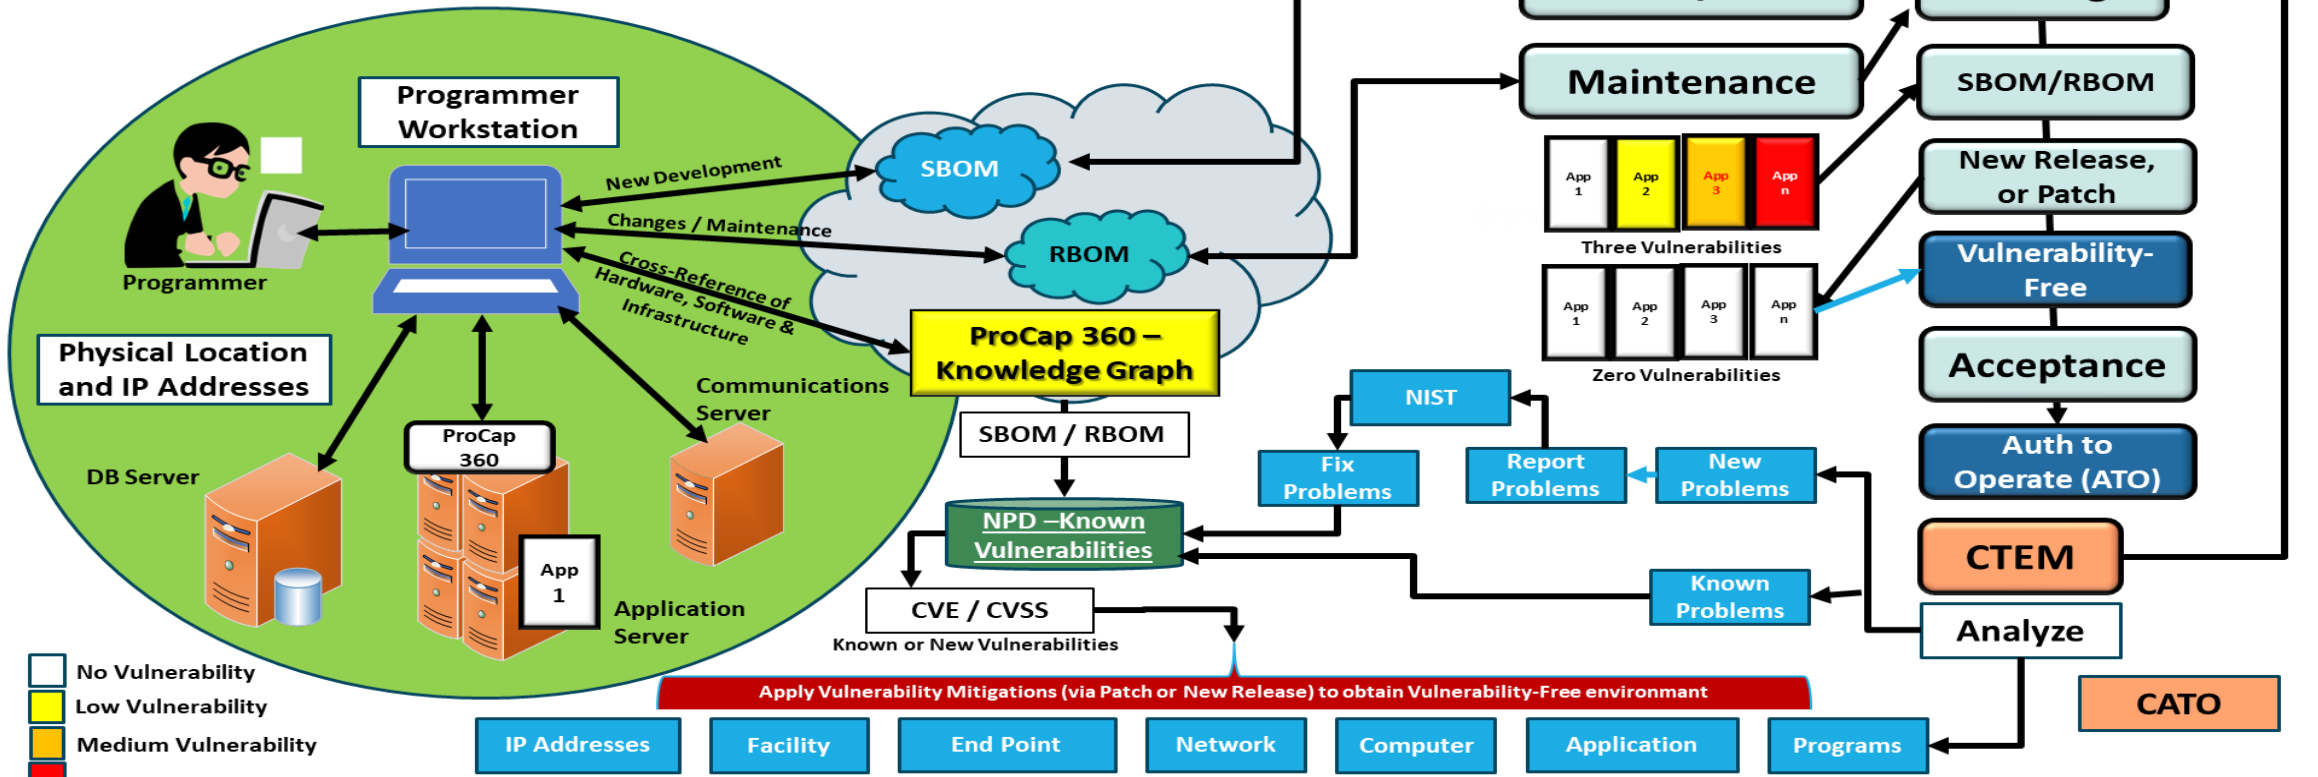 Programmer
Workstation
Programmer
Physical Location
and IP Addresses
New Development
Changes / Maintenance
Cross-Reference of
Hardware, Software &
Infrastructure
SBOM
RBOM
ProCap 360 –
Knowledge Graph
SBOM / RBOM
NPD –Known
Vulnerabilities
CVE / CVSS
Known or New Vulnerabilities
Communications
Server
DB Server
ProCap
360
App
1
Application
Server
No Vulnerability
Low Vulnerability
Medium Vulnerability
Maintenance
App
1
App
2
App
3
App
n
Three Vulnerabilities
App
1
App
2
App
3
App
n
Zero Vulnerabilities
NIST
Fix
Problems
Report
Problems
New
Problems
Known
Problems
SBOM/RBOM
New Release,
or Patch
Vulnerability-
Free
Acceptance
Auth to
Operate (ATO)
CTEM
Analyze
CATO
Apply Vulnerability Mitigations (via Patch or New Release) to obtain Vulnerability-Free environmant
IP Addresses
Facility
End Point
Network
Computer
Application
Programs